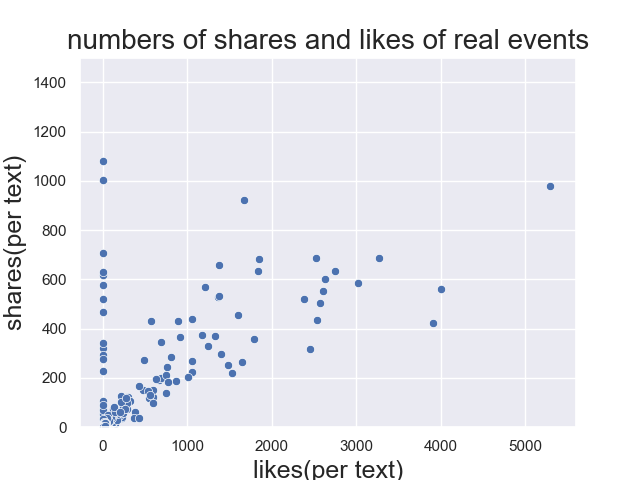 numbers of shares and likes of real events
1400
1200
1000
800
600
400
200
0
shares(per text)
0 1000 2000 3000 4000 5000
likes(per text)